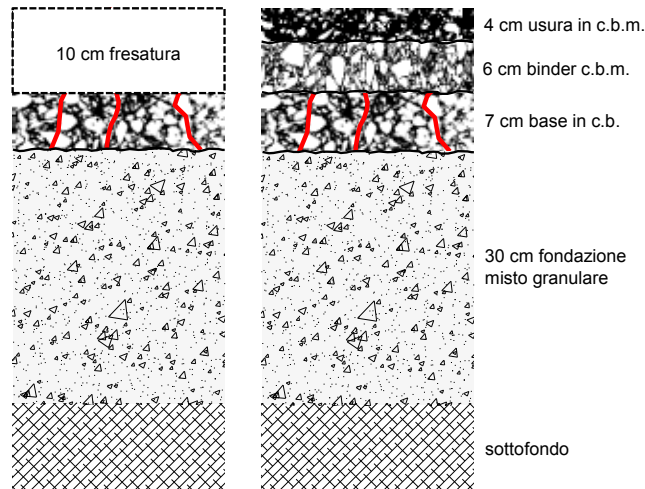 10 cm fresatura
4 cm usura in c.b.m.
6 cm binder c.b.m.
7 cm base in c.b.
30 cm fondazione
misto granulare
sottofondo